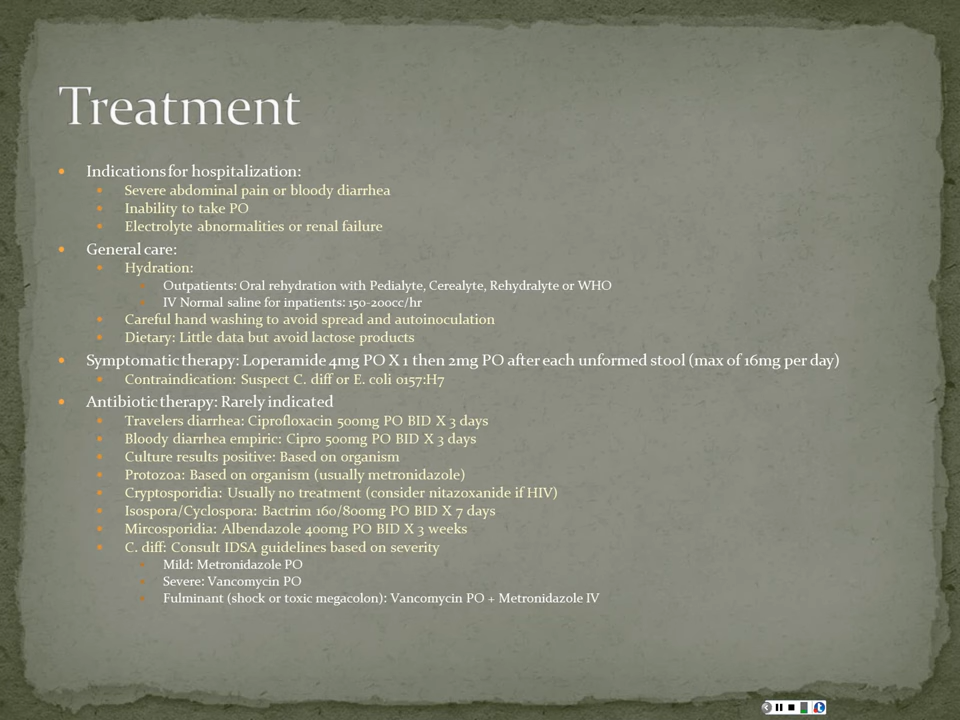 Treatment
Indications for hospitalization:
Severe abdominal pain or bloody diarrhea
Inability to take PO
Electrolyte abnormalities or renal failure
General care:
Hydration:
Outpatients: Oral rehydration with Pedialyte, Cerealyte, Rehydralyte or WHO
IV Normal saline for inpatients: 150-200cc/hr
Careful hand washing to avoid spread and autoinoculation
Dietary: Little data but avoid lactose products
Symptomatic therapy: Loperamide 4mg PO X 1 then 2mg PO after each unformed stool (max of 16mg per day)
Contraindication: Suspect C. diff or E. coli 0157:H7
Antibiotic therapy: Rarely indicated
Travelers diarrhea: Ciprofloxacin 500mg PO BID X 3 days
Bloody diarrhea empiric: Cipro 500mg PO BID X 3 days
Culture results positive: Based on organism
Protozoa: Based on organism (usually metronidazole)
Cryptosporidia: Usually no treatment (consider nitazoxanide if HIV)
Isospora/Cyclospora: Bactrim 160/800mg PO BID X 7 days
Mircosporidia: Albendazole 400mg PO BID X 3 weeks
C. diff: Consult IDSA guidelines based on severity
Mild: Metronidazole PO
Severe: Vancomycin PO
Fulminant (shock or toxic megacolon): Vancomycin PO + Metronidazole IV